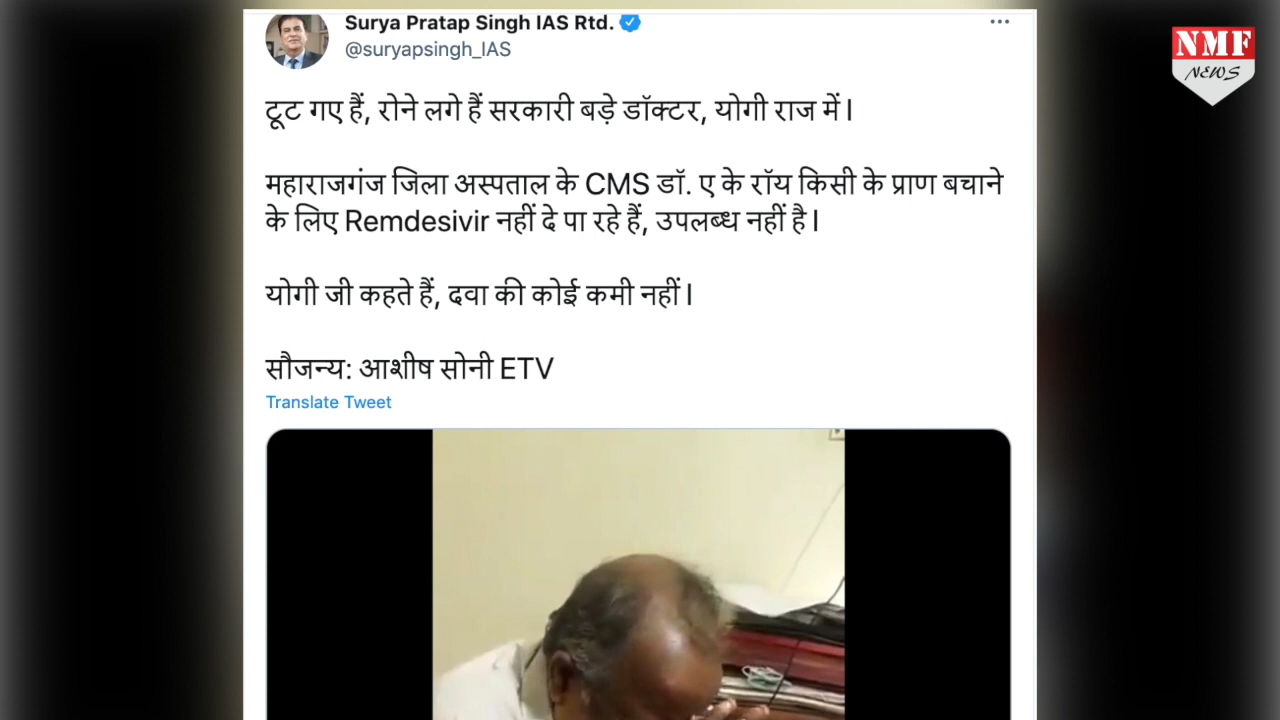 Surya Pratap Singh IAS Rtd.
@suryapsingh_IAS
NMF
NEWS
टूट गए हैं, रोने लगे हैं सरकारी बड़े डॉक्टर, योगी राज में l
महाराजगंज जिला अस्पताल के CMS डॉ. ए के रॉय किसी के प्राण बचाने
के लिए Remdesivir नहीं दे पा रहे हैं, उपलब्ध नहीं है l
योगी जी कहते हैं, दवा की कोई कमी नहीं l
सौजन्य: आशीष सोनी ETV
Translate Tweet